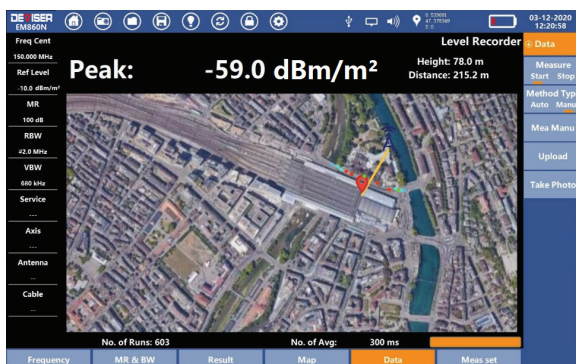 DEVISER
EM860N
8.539681
47.378349
03-12-2020
12:20:58
Freq Cent
150.000 MHz
Ref Level
-10.0 dBm/m²
MR
100 dB
RBW
#2.0 MHz
VBW
680 kHz
Service
---
Axis
---
Antenna
--
Cable
--
Level Recorder
Peak: -59.0 dBm/m²
Height: 78.0 m
Distance: 215.2 m
No. of Runs: 603 No. of Avg: 300 ms
Data
Measure
Start Stop
Method Typ
Auto Manu
Mea Manu
Upload
Take Photo
Frequency MR & BW Result Map Data Meas set